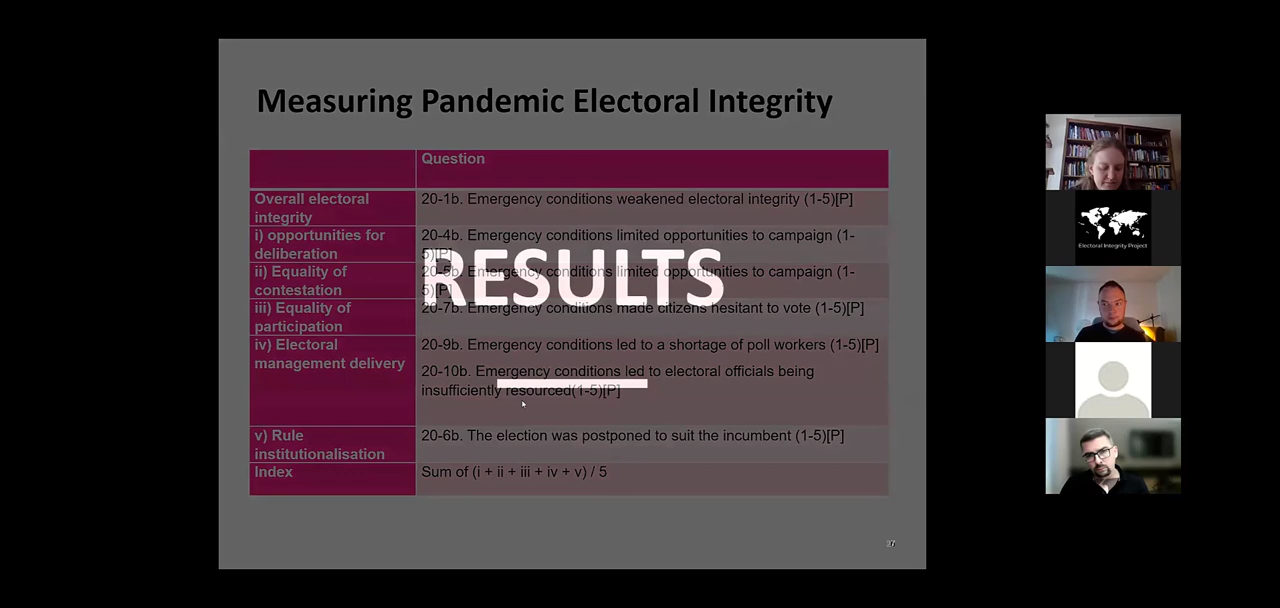 Measuring Pandemic Electoral Integrity
Question
Overall electoral
integrity
20-1b. Emergency conditions weakened electoral integrity (1-5)[P]
i) opportunities for
deliberation
20-4b. Emergency conditions limited opportunities to campaign (1-
5)[P]
ii) Equality of
contestation
20-5b. Emergency conditions limited opportunities to campaign (1-
5)[P]
RESULTS
iii) Equality of
participation
20-7b. Emergency conditions made citizens hesitant to vote (1-5)[P]
iv) Electoral
management delivery
20-9b. Emergency conditions led to a shortage of poll workers (1-5)[P]
20-10b. Emergency conditions led to electoral officials being
insufficiently resourced(1-5)[P]
v) Rule
institutionalisation
20-6b. The election was postponed to suit the incumbent (1-5)[P]
Index
Sum of (i + ii + iii + iv + v) / 5
Electoral Integrity Project